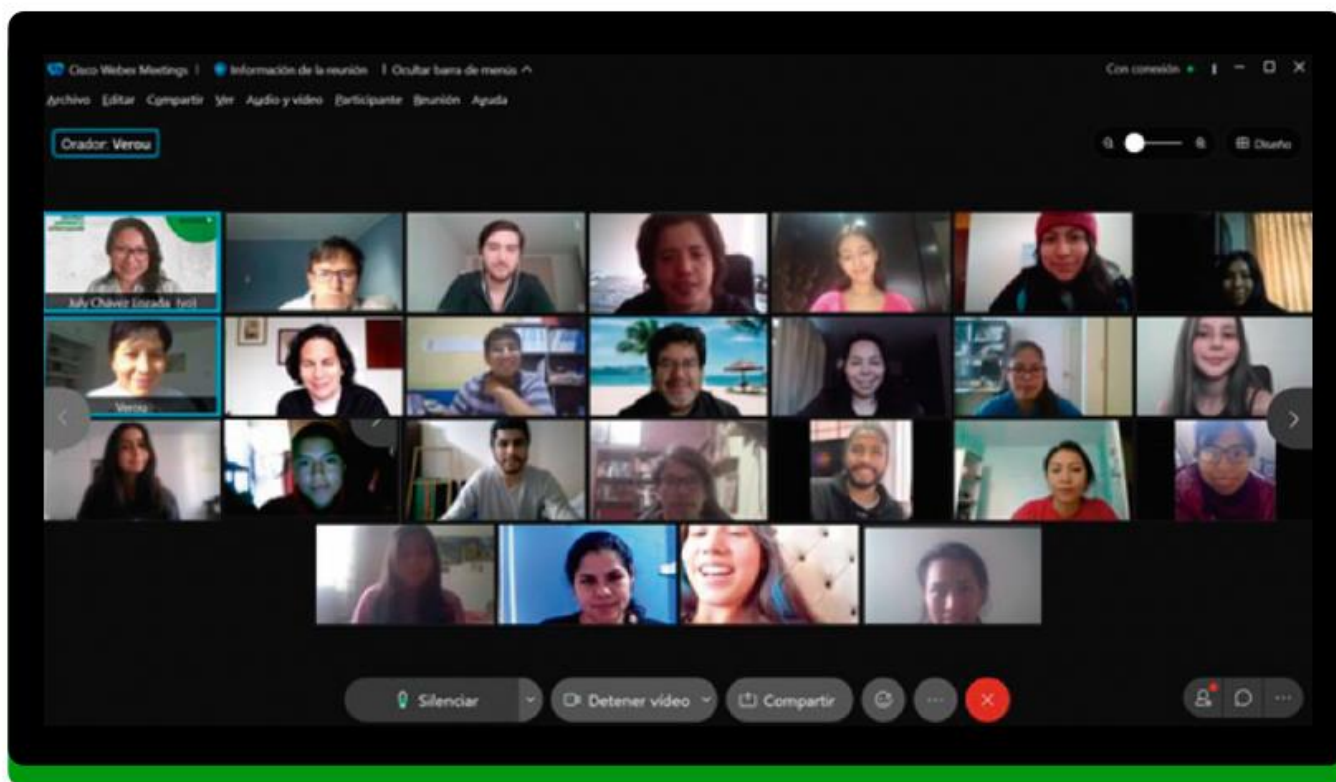 Cisco Webex Meetings | Información de la reunión | Ocultar barra de menús
Con conexión
Archivo Editar Compartir Ver Audio y vídeo Participante Reunión Ayuda
Orador: Verou
Diseño
July Chávez Lozada (yo)
Verou
Silenciar
Detener vídeo
Compartir